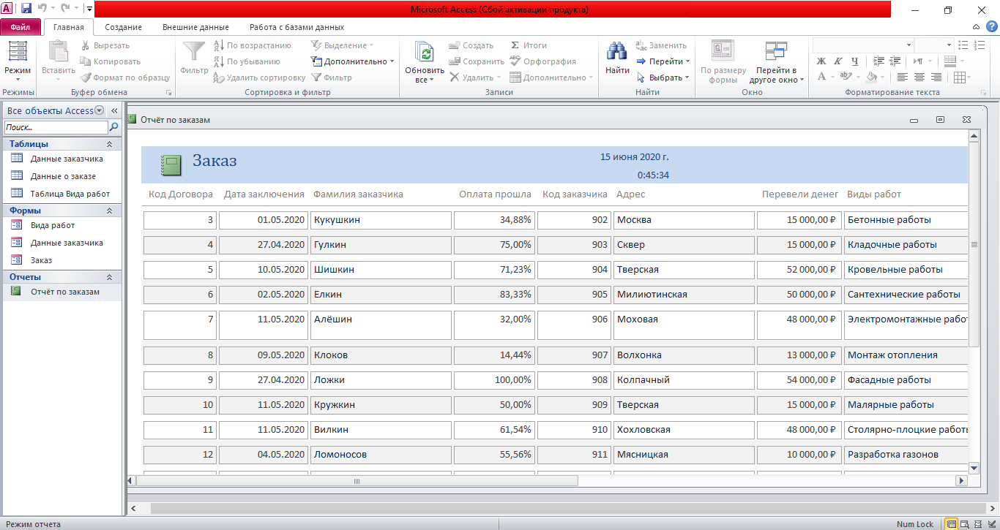 Microsoft Access (Сбой активации продукта)
Файл Главная Создание Внешние данные Работа с базами данных
Режим
Режимы
Вставить
Вырезать
Копировать
Формат по образцу
Буфер обмена
Фильтр
По возрастанию
По убыванию
Удалить сортировку
Выделение
Дополнительно
Фильтр
Сортировка и фильтр
Обновить
все
Создать
Сохранить
Удалить
Итоги
Орфография
Дополнительно
Записи
Найти
Заменить
Перейти
Выбрать
Найти
По размеру
формы
Перейти в
другое окно
Окно
Ж К Ч
А
Форматирование текста
Все объекты Access
Поиск...
Таблицы
Данные заказчика
Данные о заказе
Таблица Вида работ
Формы
Вида работ
Данные заказчика
Заказ
Отчеты
Отчёт по заказам
Отчёт по заказам
Заказ
15 июня 2020 г.
0:45:34
Код Договора Дата заключения Фамилия заказчика Оплата прошла Код заказчика Адрес Перевели денег Виды работ
3 01.05.2020 Кукушкин 34,88% 902 Москва 15 000,00 ₽ Бетонные работы
4 27.04.2020 Гулкин 75,00% 903 Сквер 15 000,00 ₽ Кладочные работы
5 10.05.2020 Шишкин 71,23% 904 Тверская 52 000,00 ₽ Кровельные работы
6 02.05.2020 Елкин 83,33% 905 Милиютинская 50 000,00 ₽ Сантехнические работы
7 11.05.2020 Алёшин 32,00% 906 Моховая 48 000,00 ₽ Электромонтажные рабо
8 09.05.2020 Клоков 14,44% 907 Волхонка 13 000,00 ₽ Монтаж отопления
9 27.04.2020 Ложки 100,00% 908 Колпачный 54 000,00 ₽ Фасадные работы
10 11.05.2020 Кружкин 50,00% 909 Тверская 15 000,00 ₽ Малярные работы
11 11.05.2020 Вилкин 61,54% 910 Хохловская 48 000,00 ₽ Столярно-плоцкие работ
12 04.05.2020 Ломоносов 55,56% 911 Мясницкая 10 000,00 ₽ Разработка газонов
Режим отчета
Num Lock